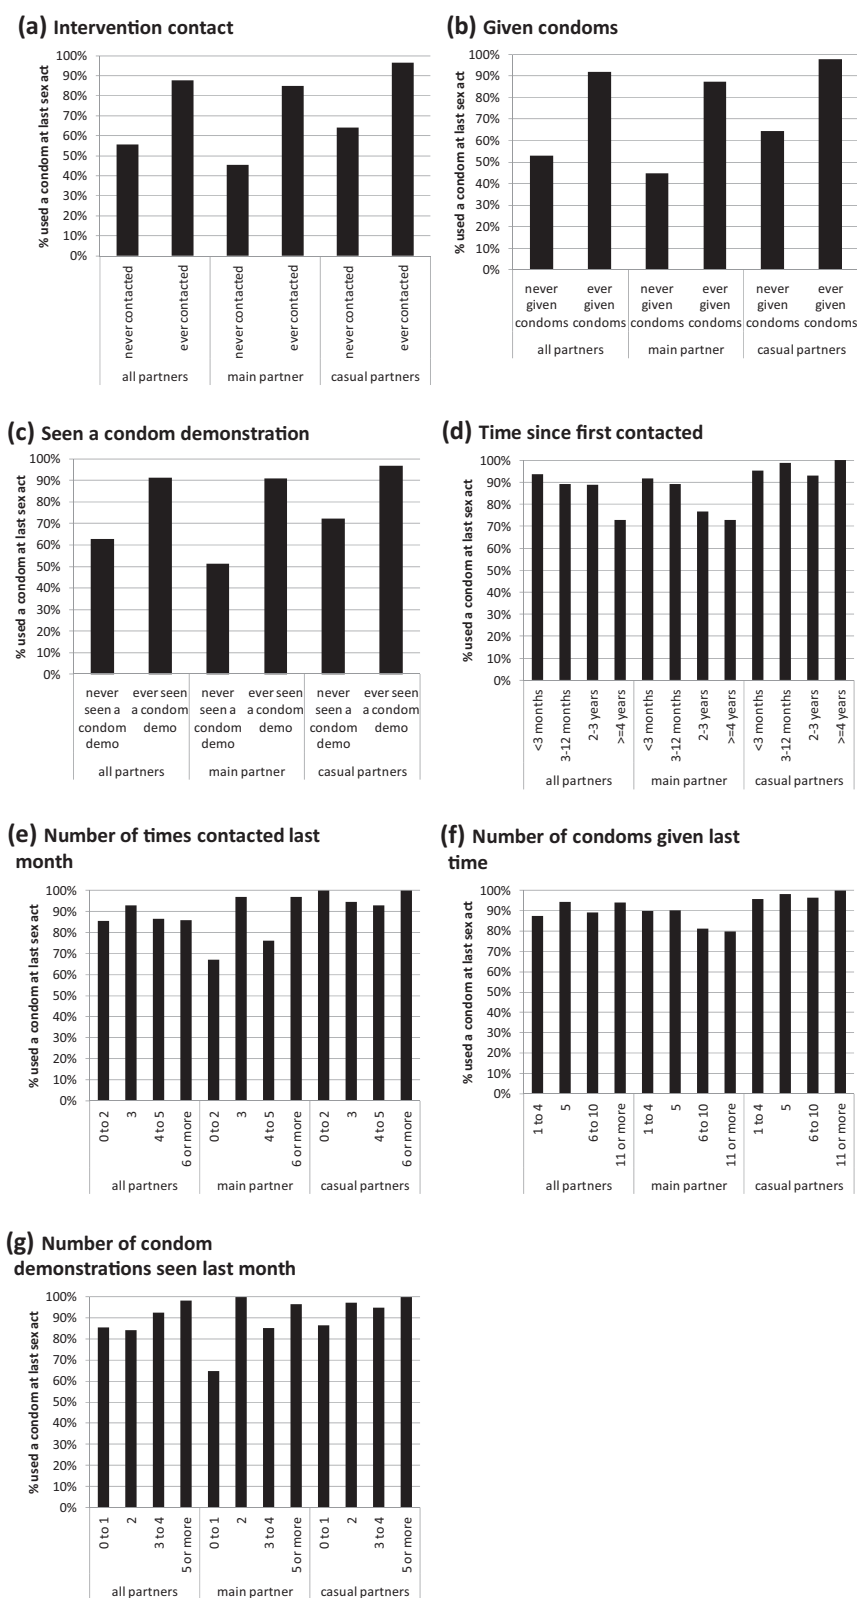 (a) Intervention contact
% used a condom at last sex act
100%
90%
80%
70%
60%
50%
40%
30%
20%
10%
0%
never contacted
ever contacted
never contacted
ever contacted
never contacted
ever contacted
all partners
main partner
casual partners
(b) Given condoms
% used a condom at last sex act
100%
90%
80%
70%
60%
50%
40%
30%
20%
10%
0%
never given condoms
ever given condoms
never given condoms
ever given condoms
never given condoms
ever given condoms
all partners
main partner
casual partners
(c) Seen a condom demonstration
% used a condom at last sex act
100%
90%
80%
70%
60%
50%
40%
30%
20%
10%
0%
never seen a condom demo
ever seen a condom demo
never seen a condom demo
ever seen a condom demo
never seen a condom demo
ever seen a condom demo
all partners
main partner
casual partners
(d) Time since first contacted
% used a condom at last sex act
100%
90%
80%
70%
60%
50%
40%
30%
20%
10%
0%
<3 months
3-12 months
2-3 years
>=4 years
<3 months
3-12 months
2-3 years
>=4 years
<3 months
3-12 months
2-3 years
>=4 years
all partners
main partner
casual partners
(e) Number of times contacted last
month
% used a condom at last sex act
100%
90%
80%
70%
60%
50%
40%
30%
20%
10%
0%
0 to 2
3
4 to 5
6 or more
0 to 2
3
4 to 5
6 or more
0 to 2
3
4 to 5
6 or more
all partners
main partner
casual partners
(f) Number of condoms given last
time
% used a condom at last sex act
100%
90%
80%
70%
60%
50%
40%
30%
20%
10%
0%
1 to 4
5
6 to 10
11 or more
1 to 4
5
6 to 10
11 or more
1 to 4
5
6 to 10
11 or more
all partners
main partner
casual partners
(g) Number of condom
demonstrations seen last month
% used a condom at last sex act
100%
90%
80%
70%
60%
50%
40%
30%
20%
10%
0%
0 to 1
2
3 to 4
5 or more
0 to 1
2
3 to 4
5 or more
0 to 1
2
3 to 4
5 or more
all partners
main partner
casual partners